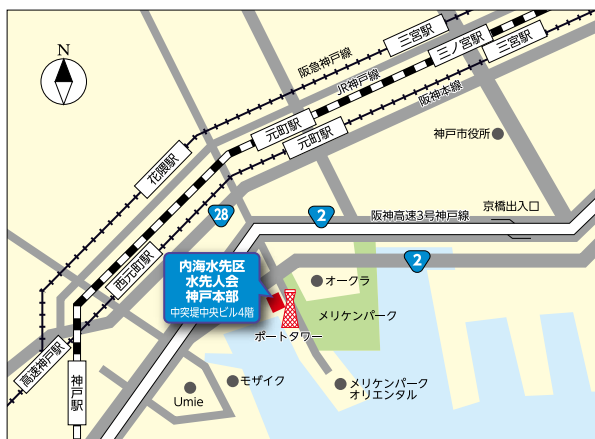 N
三宮駅
三ノ宮駅
三宮駅
阪急神戸線
JR神戸線
阪神本線
元町駅
元町駅
神戸市役所
花隈駅
28
2
阪神高速3号神戸線
京橋出入口
西元町駅
内海水先区
水先人会
神戸本部
中突堤中央ビル4階
2
オークラ
メリケンパーク
ポートタワー
高速神戸駅
神戸駅
モザイク
Umie
メリケンパーク
オリエンタル